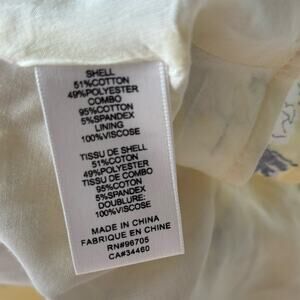 SHELL
51%COTTON
49%POLYESTER
COMBO
95%COTTON
5%SPANDEX
LINING
100%VISCOSE
TISSU DE SHELL
51%COTON
49%POLYESTER
TISSU DE COMBO
95%COTON
5%SPANDEX
DOUBLURE:
100%VISCOSE
MADE IN CHINA
FABRIQUE EN CHINE
RN#96705
CA#34460